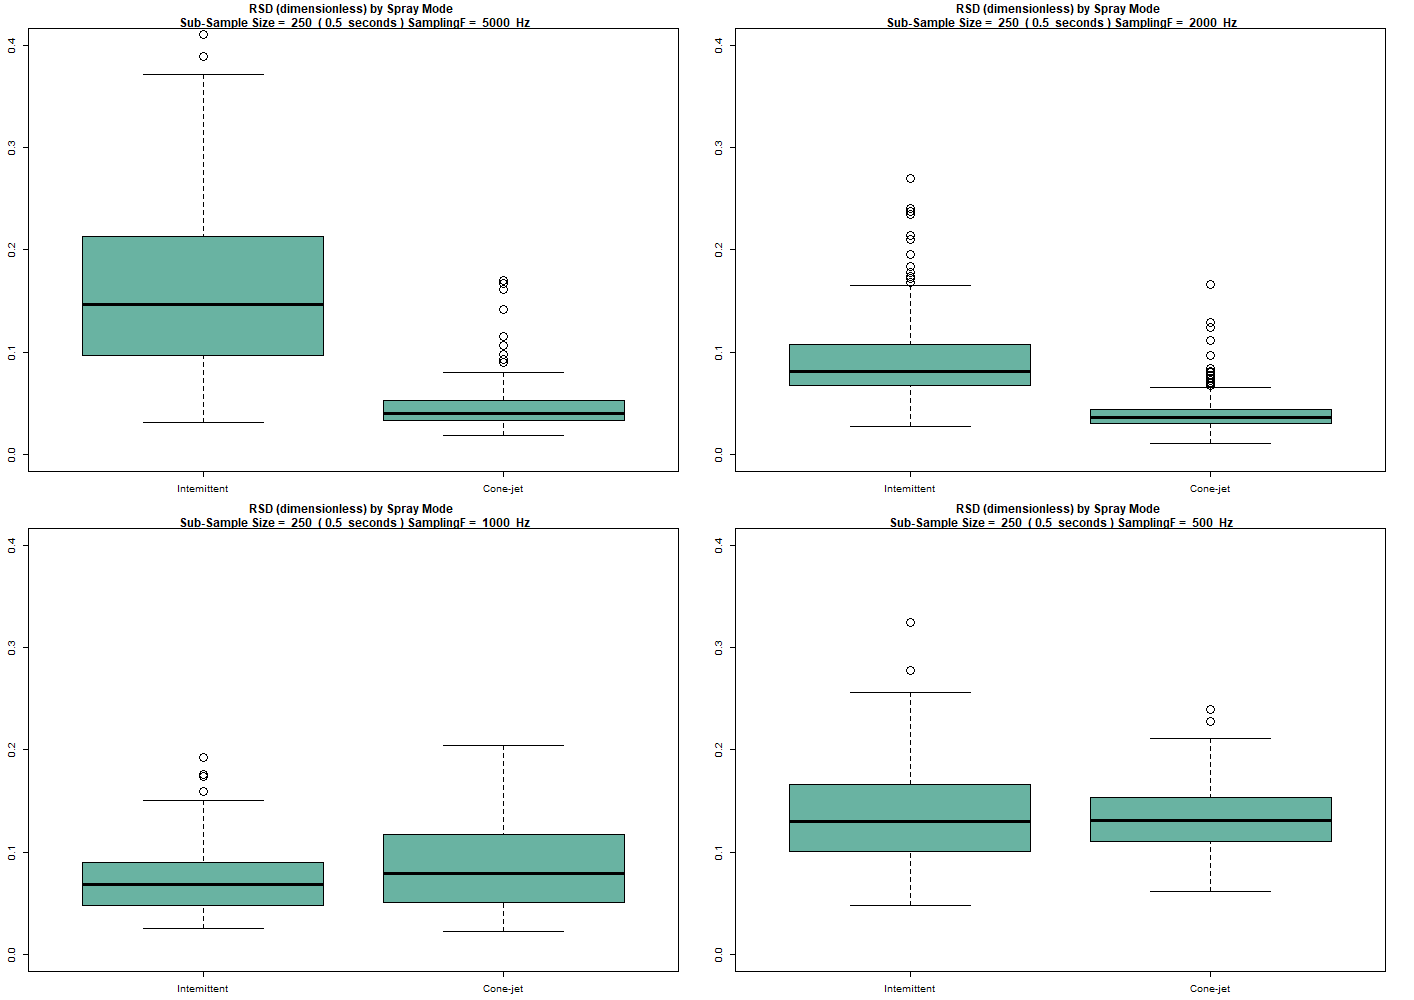 RSD (dimensionless) by Spray Mode
Sub-Sample Size = 250 ( 0.5 seconds ) SamplingF = 5000 Hz
0.4
0.3
0.2
0.1
0.0
Intemittent
Cone-jet
RSD (dimensionless) by Spray Mode
Sub-Sample Size = 250 ( 0.5 seconds ) SamplingF = 2000 Hz
0.4
0.3
0.2
0.1
0.0
Intemittent
Cone-jet
RSD (dimensionless) by Spray Mode
Sub-Sample Size = 250 ( 0.5 seconds ) SamplingF = 1000 Hz
0.4
0.3
0.2
0.1
0.0
Intemittent
Cone-jet
RSD (dimensionless) by Spray Mode
Sub-Sample Size = 250 ( 0.5 seconds ) SamplingF = 500 Hz
0.4
0.3
0.2
0.1
0.0
Intemittent
Cone-jet